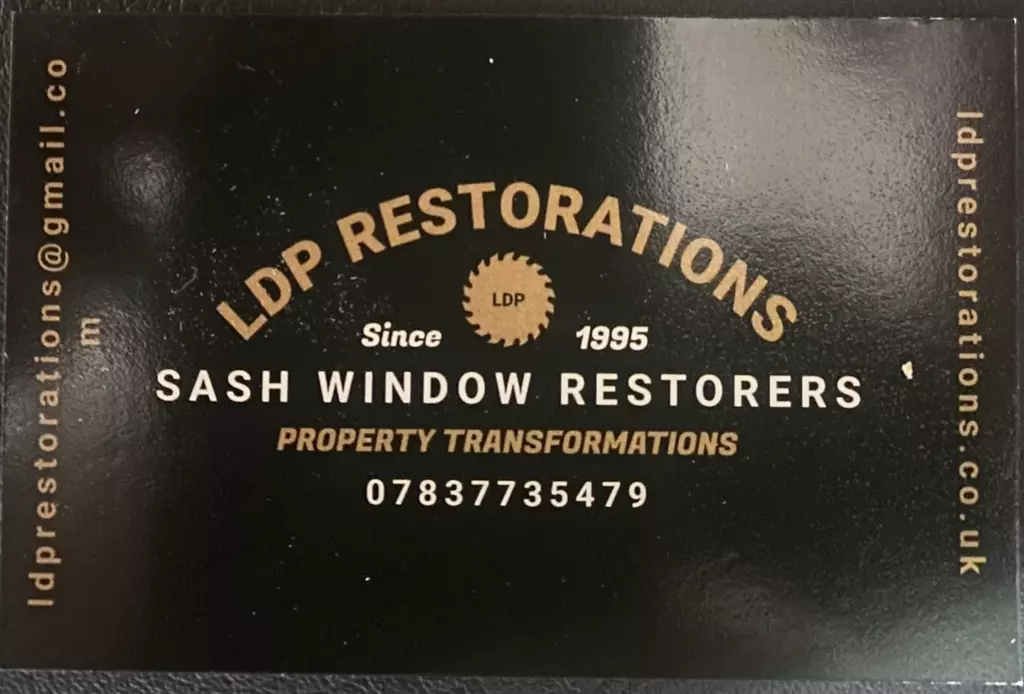 ldprestorations@gmail.co
m
LDP RESTORATIONS
LDP
Since 1995
SASH WINDOW RESTORERS
PROPERTY TRANSFORMATIONS
07837735479
ldprestorations.co.uk